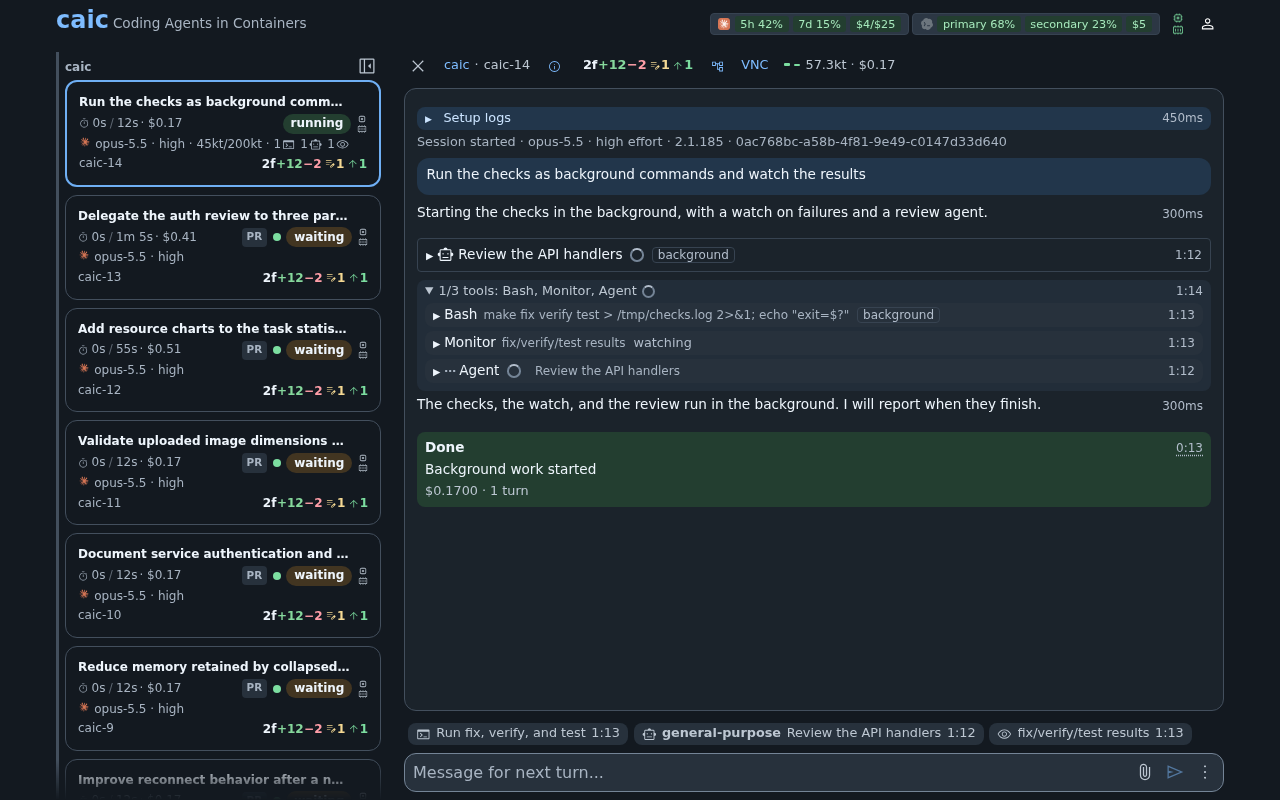 caic Coding Agents in Containers
5h 42% 7d 15% $4/$25
primary 68% secondary 23% $5
caic
Run the checks as background comm…
0s / 12s · $0.17 running
opus-5.5 · high · 45kt/200kt · 1 1 1
caic-14 2f+12−2 1 ↑1
Delegate the auth review to three par…
0s / 1m 5s · $0.41 PR waiting
opus-5.5 · high
caic-13 2f+12−2 1 ↑1
Add resource charts to the task statis…
0s / 55s · $0.51 PR waiting
opus-5.5 · high
caic-12 2f+12−2 1 ↑1
Validate uploaded image dimensions …
0s / 12s · $0.17 PR waiting
opus-5.5 · high
caic-11 2f+12−2 1 ↑1
Document service authentication and …
0s / 12s · $0.17 PR waiting
opus-5.5 · high
caic-10 2f+12−2 1 ↑1
Reduce memory retained by collapsed…
0s / 12s · $0.17 PR waiting
opus-5.5 · high
caic-9 2f+12−2 1 ↑1
Improve reconnect behavior after a n…
caic · caic-14 2f+12−2 1 ↑1 VNC 57.3kt · $0.17
▶ Setup logs 450ms
Session started · opus-5.5 · high effort · 2.1.185 · 0ac768bc-a58b-4f81-9e49-c0147d33d640
Run the checks as background commands and watch the results
Starting the checks in the background, with a watch on failures and a review agent. 300ms
▶ Review the API handlers background 1:12
▼ 1/3 tools: Bash, Monitor, Agent 1:14
▶ Bash make fix verify test > /tmp/checks.log 2>&1; echo "exit=$?" background 1:13
▶ Monitor fix/verify/test results watching 1:13
▶ ··· Agent Review the API handlers 1:12
The checks, the watch, and the review run in the background. I will report when they finish. 300ms
Done 0:13
Background work started
$0.1700 · 1 turn
Run fix, verify, and test 1:13
general-purpose Review the API handlers 1:12
fix/verify/test results 1:13
Message for next turn...